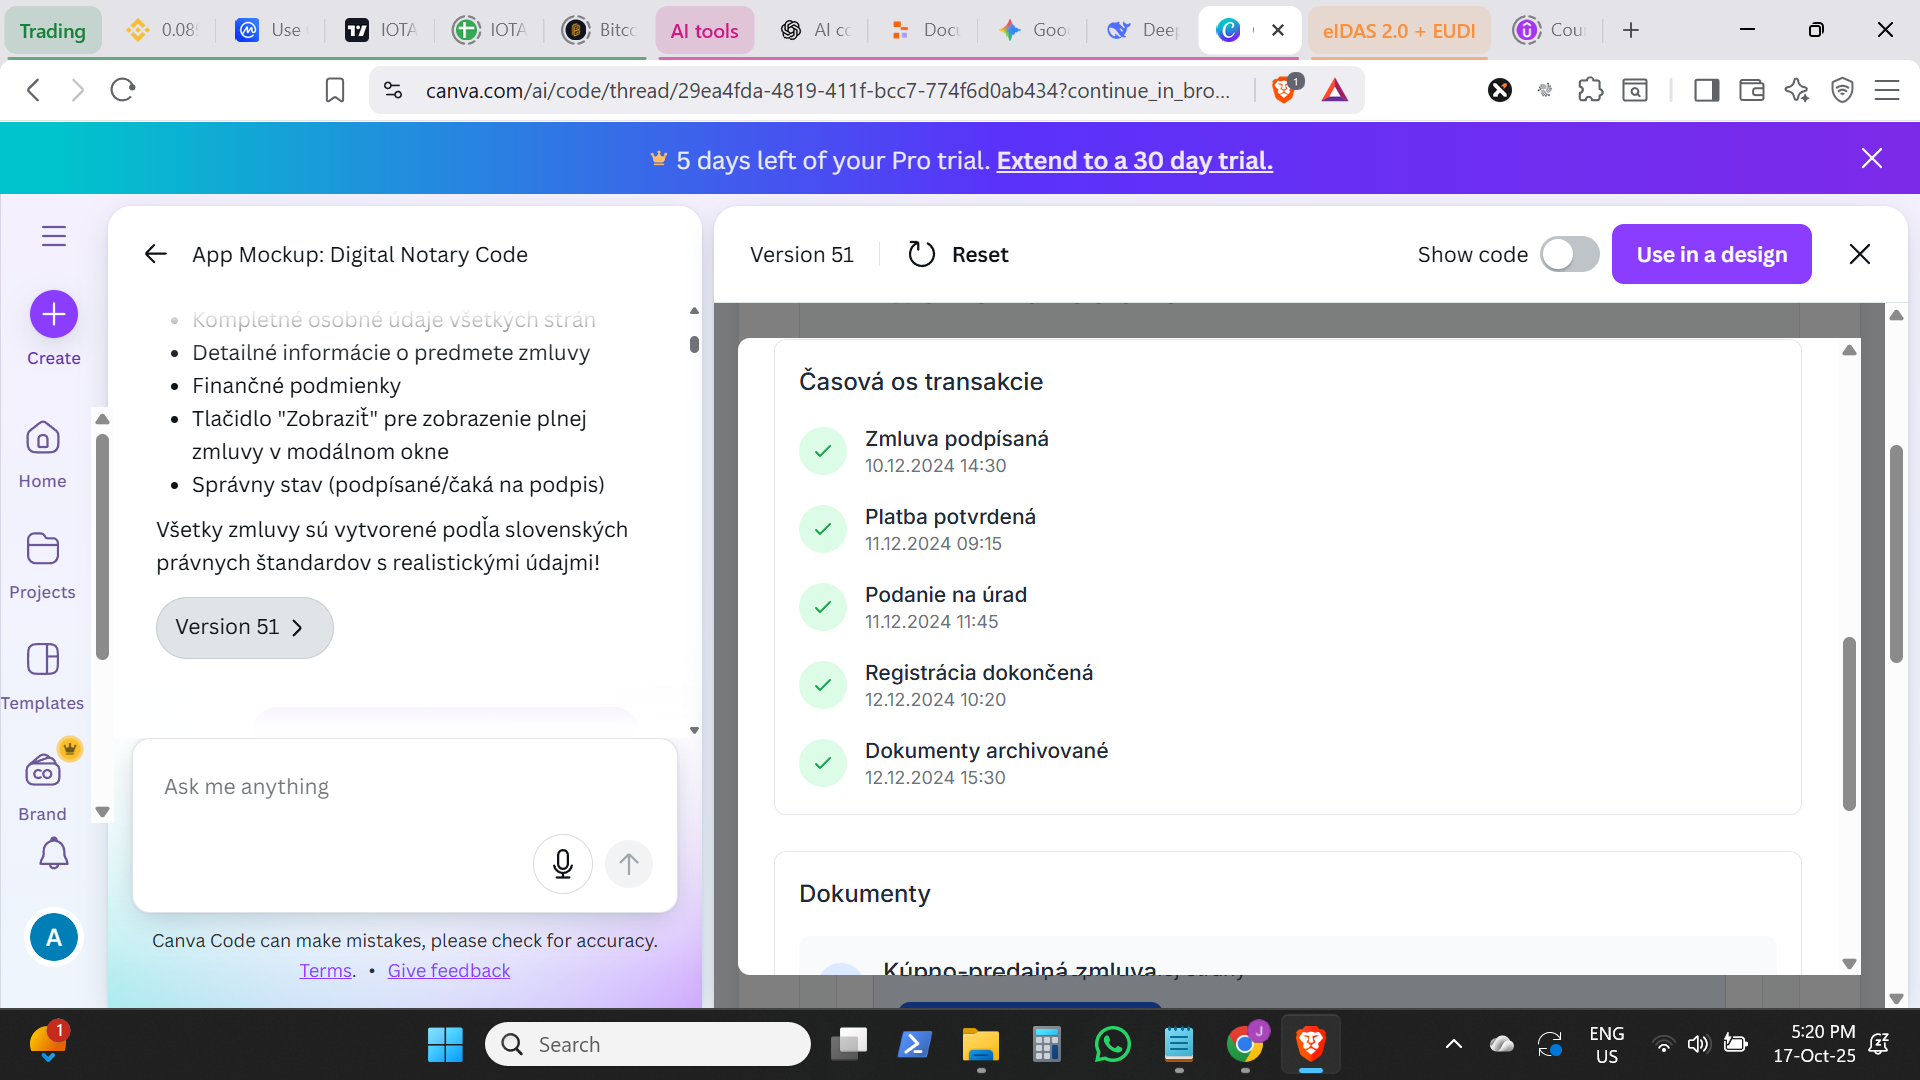 Trading
0.08
Use
IOTA
IOTA
Bitc
AI tools
AI co
Docu
Goo
Deep
eIDAS 2.0 + EUDI
Cou
canva.com/ai/code/thread/29ea4fda-4819-411f-bcc7-774f6d0ab434?continue_in_bro...
1
5 days left of your Pro trial. Extend to a 30 day trial.
Create
Home
Projects
Templates
CO
Brand
A
App Mockup: Digital Notary Code
Kompletné osobné údaje všetkých strán
Detailné informácie o predmete zmluvy
Finančné podmienky
Tlačidlo "Zobraziť" pre zobrazenie plnej
zmluvy v modálnom okne
Správny stav (podpísané/čaká na podpis)
Všetky zmluvy sú vytvorené podľa slovenských
právnych štandardov s realistickými údajmi!
Version 51
Ask me anything
Canva Code can make mistakes, please check for accuracy.
Terms. • Give feedback
Version 51
Reset
Show code
Use in a design
Časová os transakcie
Zmluva podpísaná
10.12.2024 14:30
Platba potvrdená
11.12.2024 09:15
Podanie na úrad
11.12.2024 11:45
Registrácia dokončená
12.12.2024 10:20
Dokumenty archivované
12.12.2024 15:30
Dokumenty
Kúpno-predajná zmluva
strany
1
Search
J
ENG
US
5:20 PM
17-Oct-25